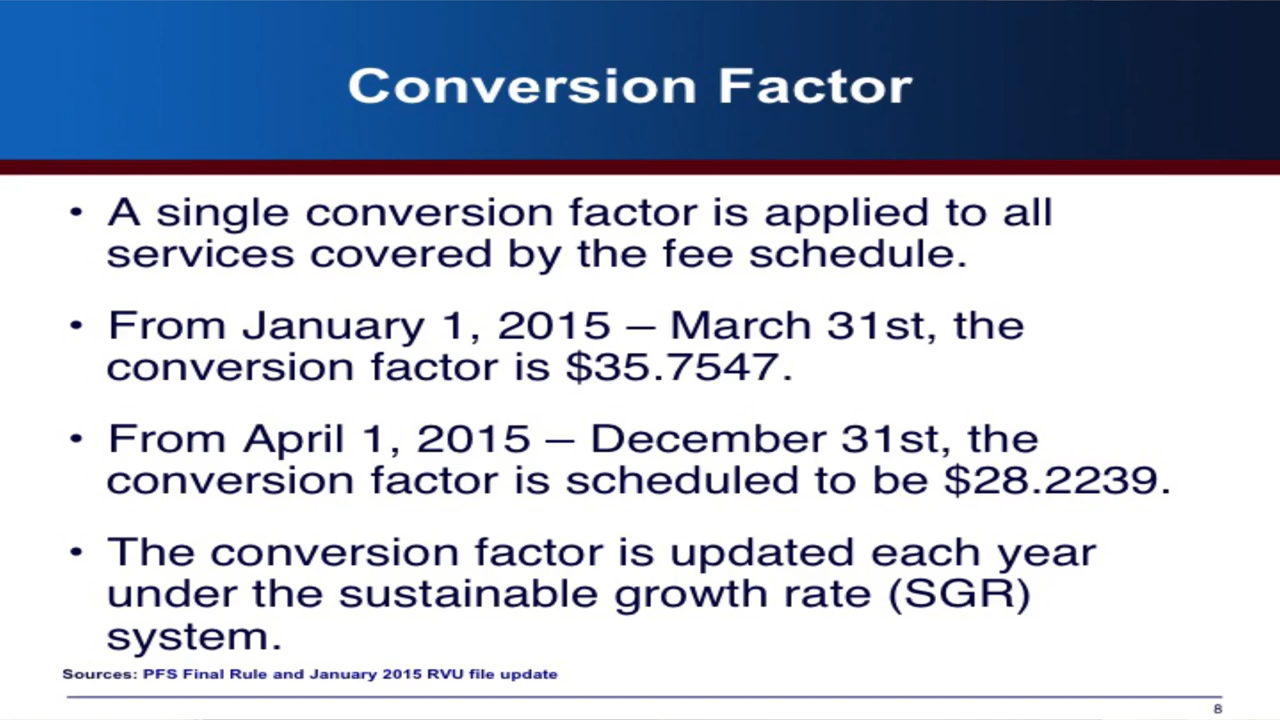 Conversion Factor
• A single conversion factor is applied to all
services covered by the fee schedule.
• From January 1, 2015 – March 31st, the
conversion factor is $35.7547.
• From April 1, 2015 – December 31st, the
conversion factor is scheduled to be $28.2239.
• The conversion factor is updated each year
under the sustainable growth rate (SGR)
system.
Sources: PFS Final Rule and January 2015 RVU file update
8